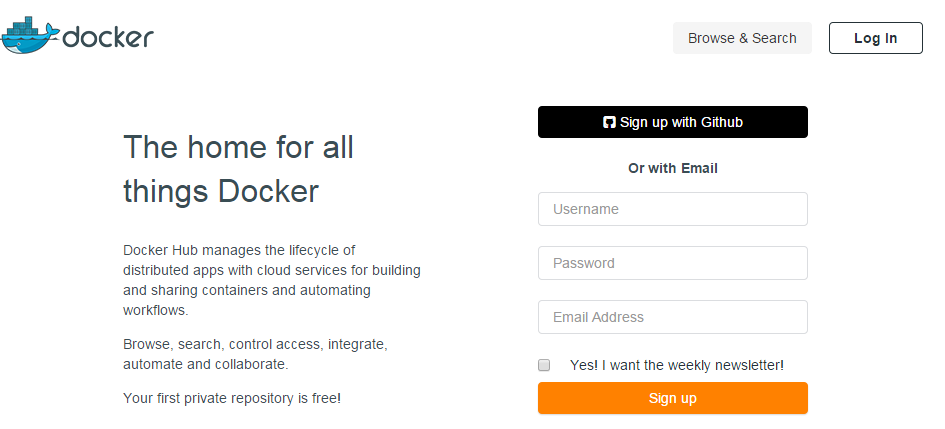 docker
Browse & Search
Log In
The home for all
things Docker
Docker Hub manages the lifecycle of
distributed apps with cloud services for building
and sharing containers and automating
workflows.
Browse, search, control access, integrate,
automate and collaborate.
Your first private repository is free!
Sign up with Github
Or with Email
Username
Password
Email Address
Yes! I want the weekly newsletter!
Sign up